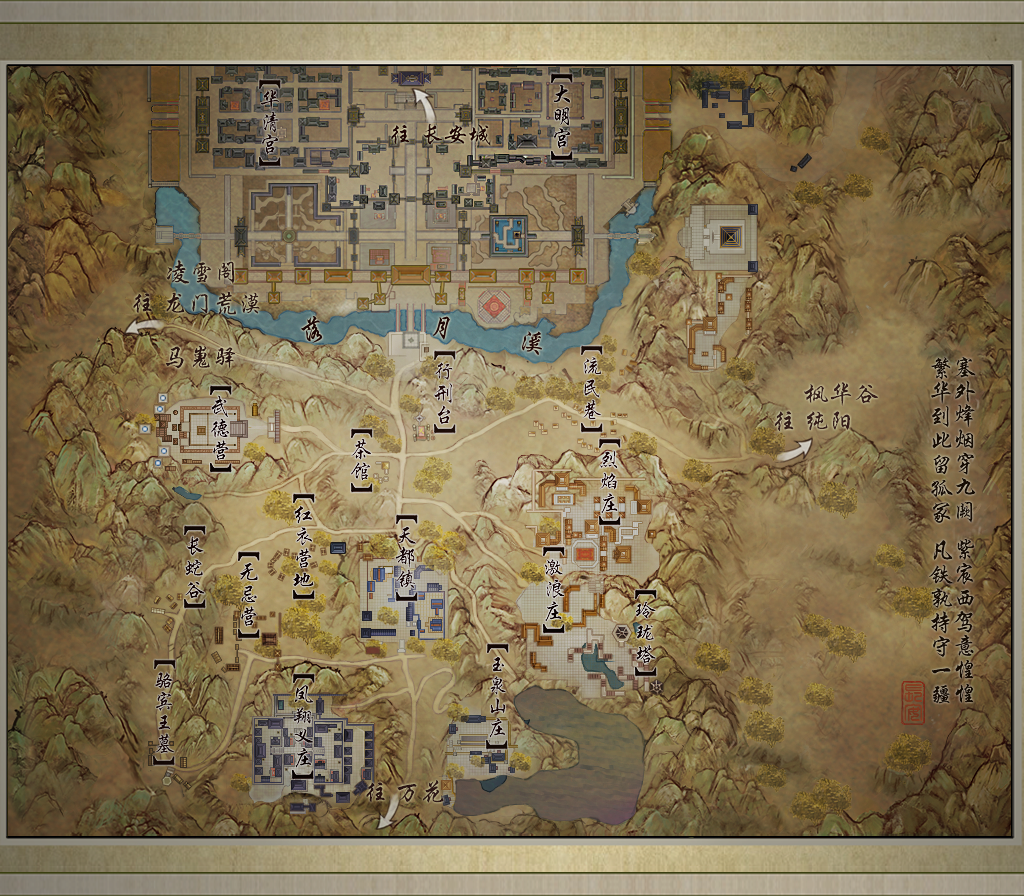 【华清宫】
【大明宫】
往 长安城
凌雪阁
往 龙门荒漠
马嵬驿
落月溪
【行刑台】
【流民巷】
【武德营】
【茶馆】
枫华谷
往 纯阳
【烈焰庄】
【红衣营地】
【天都镇】
【长蛇谷】
【无忌营】
【激浪庄】
【玲珑塔】
【玉泉山庄】
【骆宾王墓】
【凤翔义庄】
往 万花
塞外烽烟穿九阙 紫宸西驾意惶惶
繁华到此留孤冢 凡铁孰持守一疆